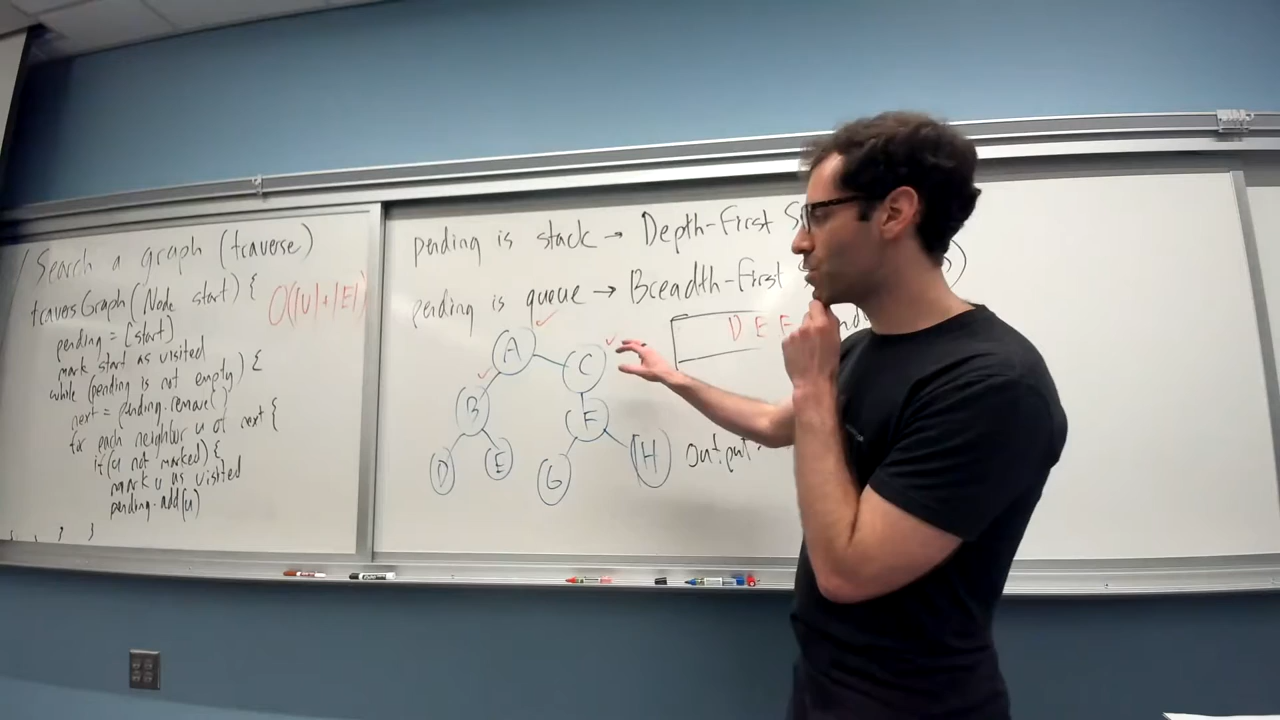 Search a graph (traverse)
traversGraph(Node start) {
O(|V|+|E|)
pending = [start]
mark start as visited
while (pending is not empty) {
next = pending.remove()
for each neighbor u of next {
if (u not marked) {
mark u as visited
pending.add(u)
} }
pending is stack → Depth-First
pending is queue → Breadth-First
D E F
A
C
B
F
D
E
G
H
output